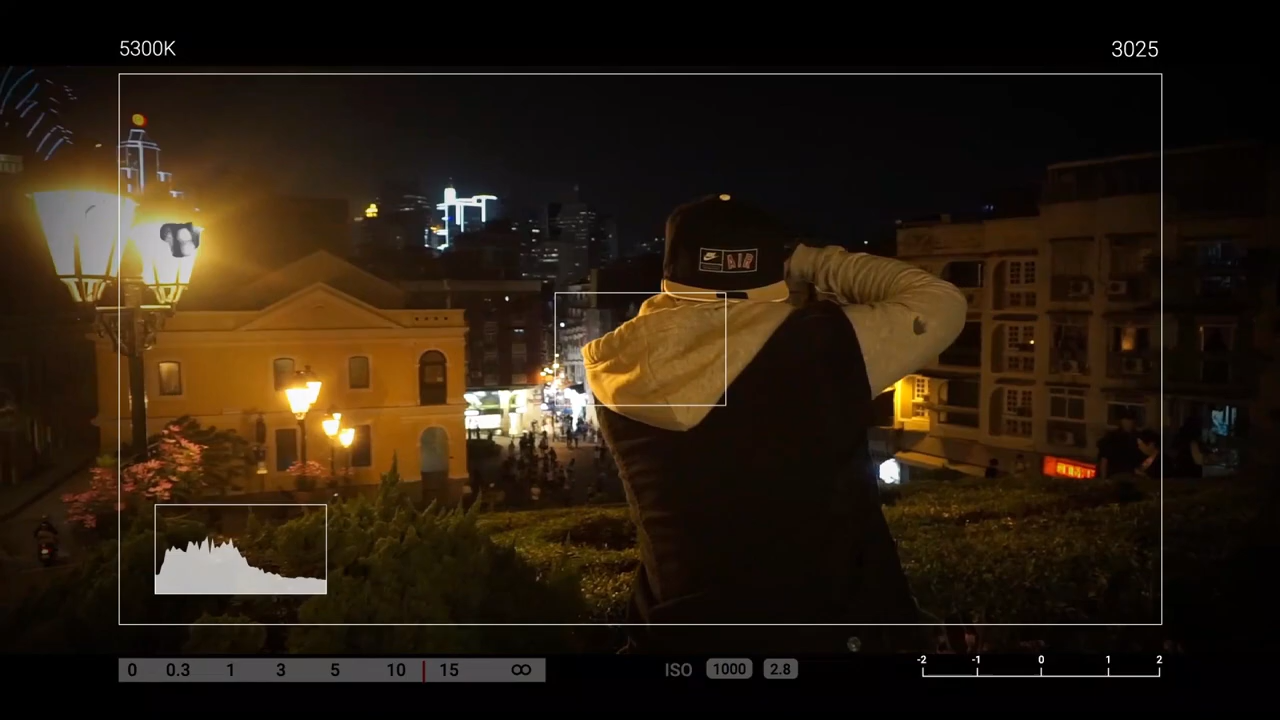 5300K
3025
AIR
0 0.3 1 3 5 10 15 ∞
ISO 1000 2.8
-2 -1 0 1 2